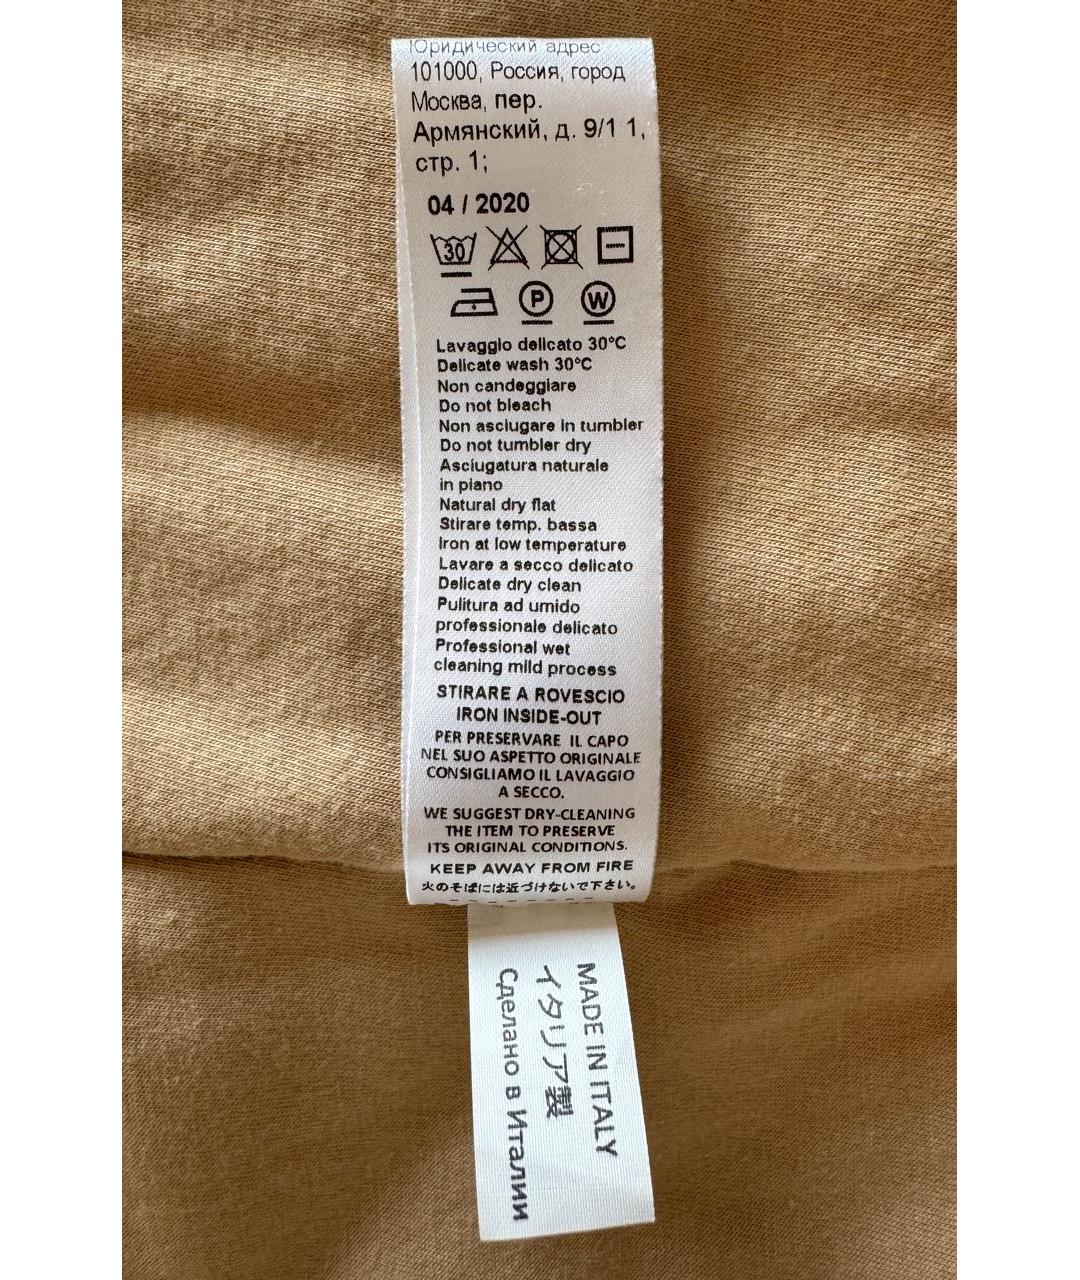 Юридический адрес
101000, Россия, город
Москва, пер.
Армянский, д. 9/1 1,
стр. 1;
04 / 2020
30
P W
Lavaggio delicato 30°C
Delicate wash 30°C
Non candeggiare
Do not bleach
Non asciugare in tumbler
Do not tumbler dry
Asciugatura naturale
in piano
Natural dry flat
Stirare temp. bassa
Iron at low temperature
Lavare a secco delicato
Delicate dry clean
Pulitura ad umido
professionale delicato
Professional wet
cleaning mild process
STIRARE A ROVESCIO
IRON INSIDE-OUT
PER PRESERVARE IL CAPO
NEL SUO ASPETTO ORIGINALE
CONSIGLIAMO IL LAVAGGIO
A SECCO.
WE SUGGEST DRY-CLEANING
THE ITEM TO PRESERVE
ITS ORIGINAL CONDITIONS.
KEEP AWAY FROM FIRE
火のそばには近づけないで下さい。
MADE IN ITALY
イタリア製
Сделано в Италии